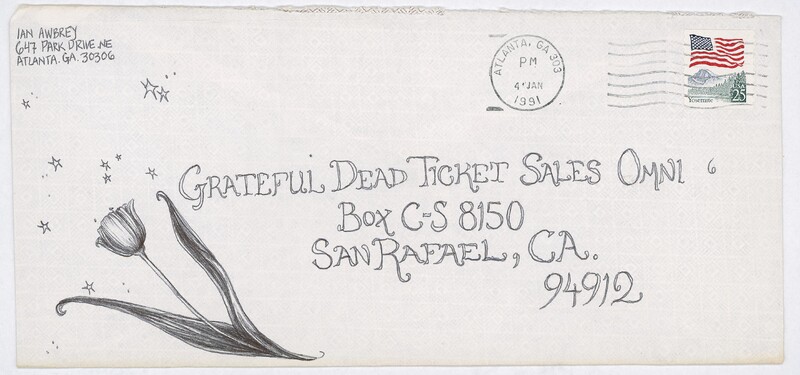 IAN AWBREY
647 PARK DRIVE NE
ATLANTA. GA. 30306
ATLANTA, GA 303
PM
4 JAN
1991
Yosemite
USA
25
GRATEFUL DEAD TICKET SALES OMNI 6
BOX C-S 8150
SAN RAFAEL, CA.
94912